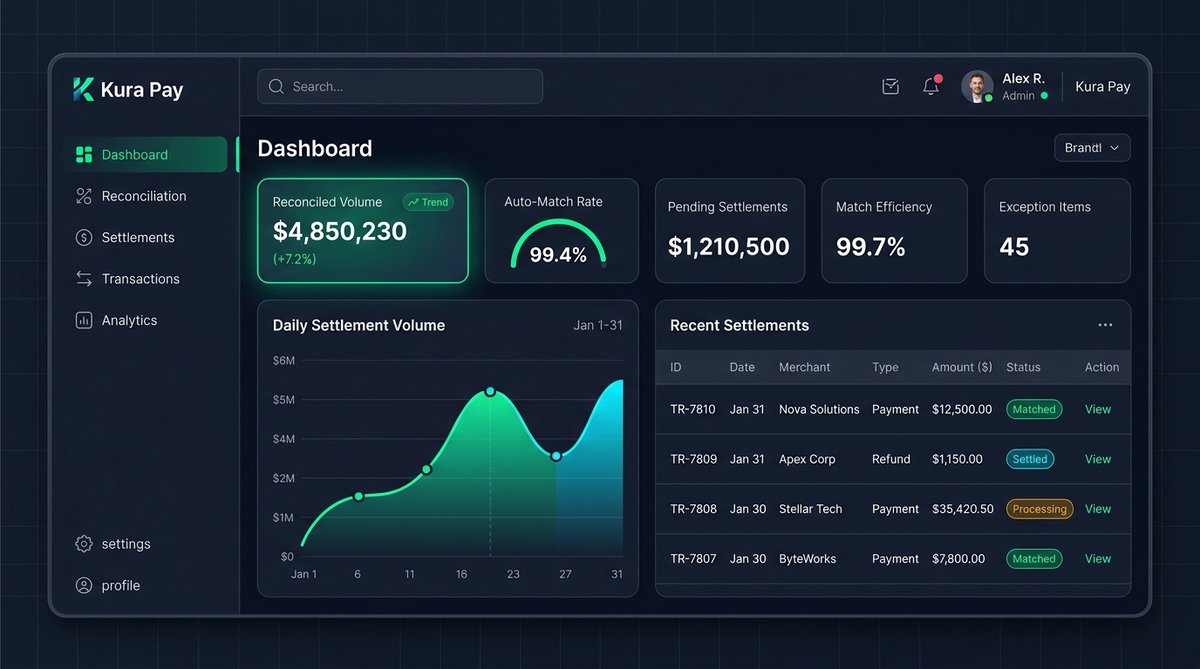 Kura Pay
Search...
Alex R.
Admin
Kura Pay
Dashboard
Reconciliation
Settlements
Transactions
Analytics
settings
profile
Dashboard
Brandl
Reconciled Volume
Trend
$4,850,230
(+7.2%)
Auto-Match Rate
99.4%
Pending Settlements
$1,210,500
Match Efficiency
99.7%
Exception Items
45
Daily Settlement Volume
Jan 1-31
$6M
$5M
$4M
$2M
$1M
$0
Jan 1 6 11 16 23 27 31
Recent Settlements
ID Date Merchant Type Amount ($) Status Action
TR-7810 Jan 31 Nova Solutions Payment $12,500.00 Matched View
TR-7809 Jan 31 Apex Corp Refund $1,150.00 Settled View
TR-7808 Jan 30 Stellar Tech Payment $35,420.50 Processing View
TR-7807 Jan 30 ByteWorks Payment $7,800.00 Matched View